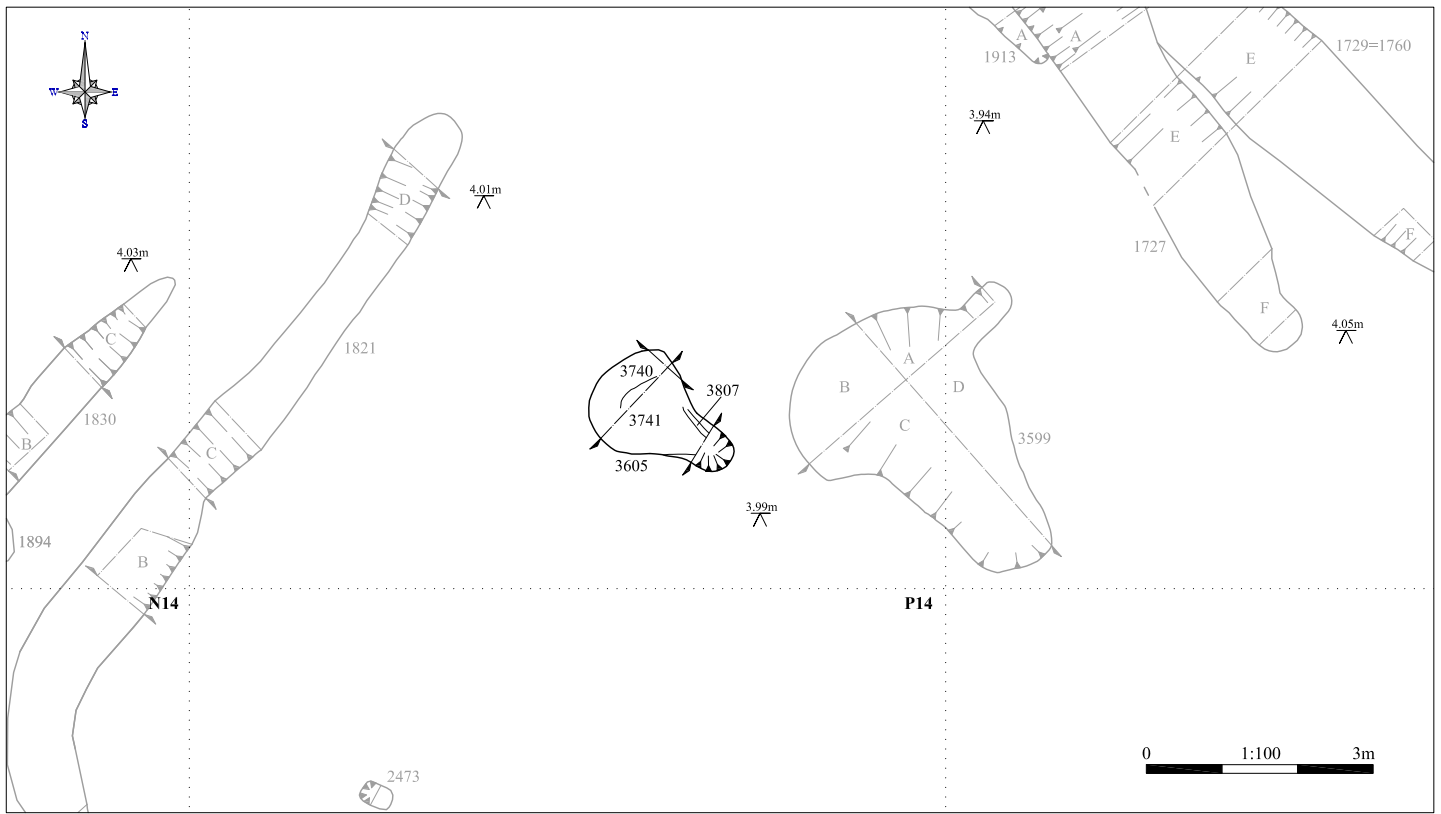 N
W E
S
A A
1913
E
1729=1760
3.94m
E
D
4.01m
F
1727
4.03m
F
4.05m
C
1821
A
3740
B D
3807
1830
3741
C
3599
B
C
3605
3.99m
1894
B
N14
P14
0 1:100 3m
2473